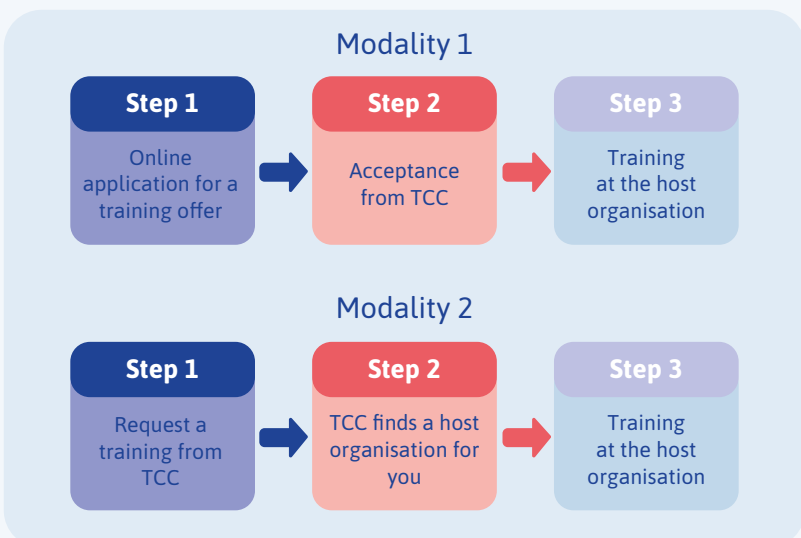 Modality 1
Step 1
Online
application for a
training offer
Step 2
Acceptance
from TCC
Step 3
Training
at the host
organisation
Modality 2
Step 1
Request a
training from
TCC
Step 2
TCC finds a host
organisation for
you
Step 3
Training
at the host
organisation